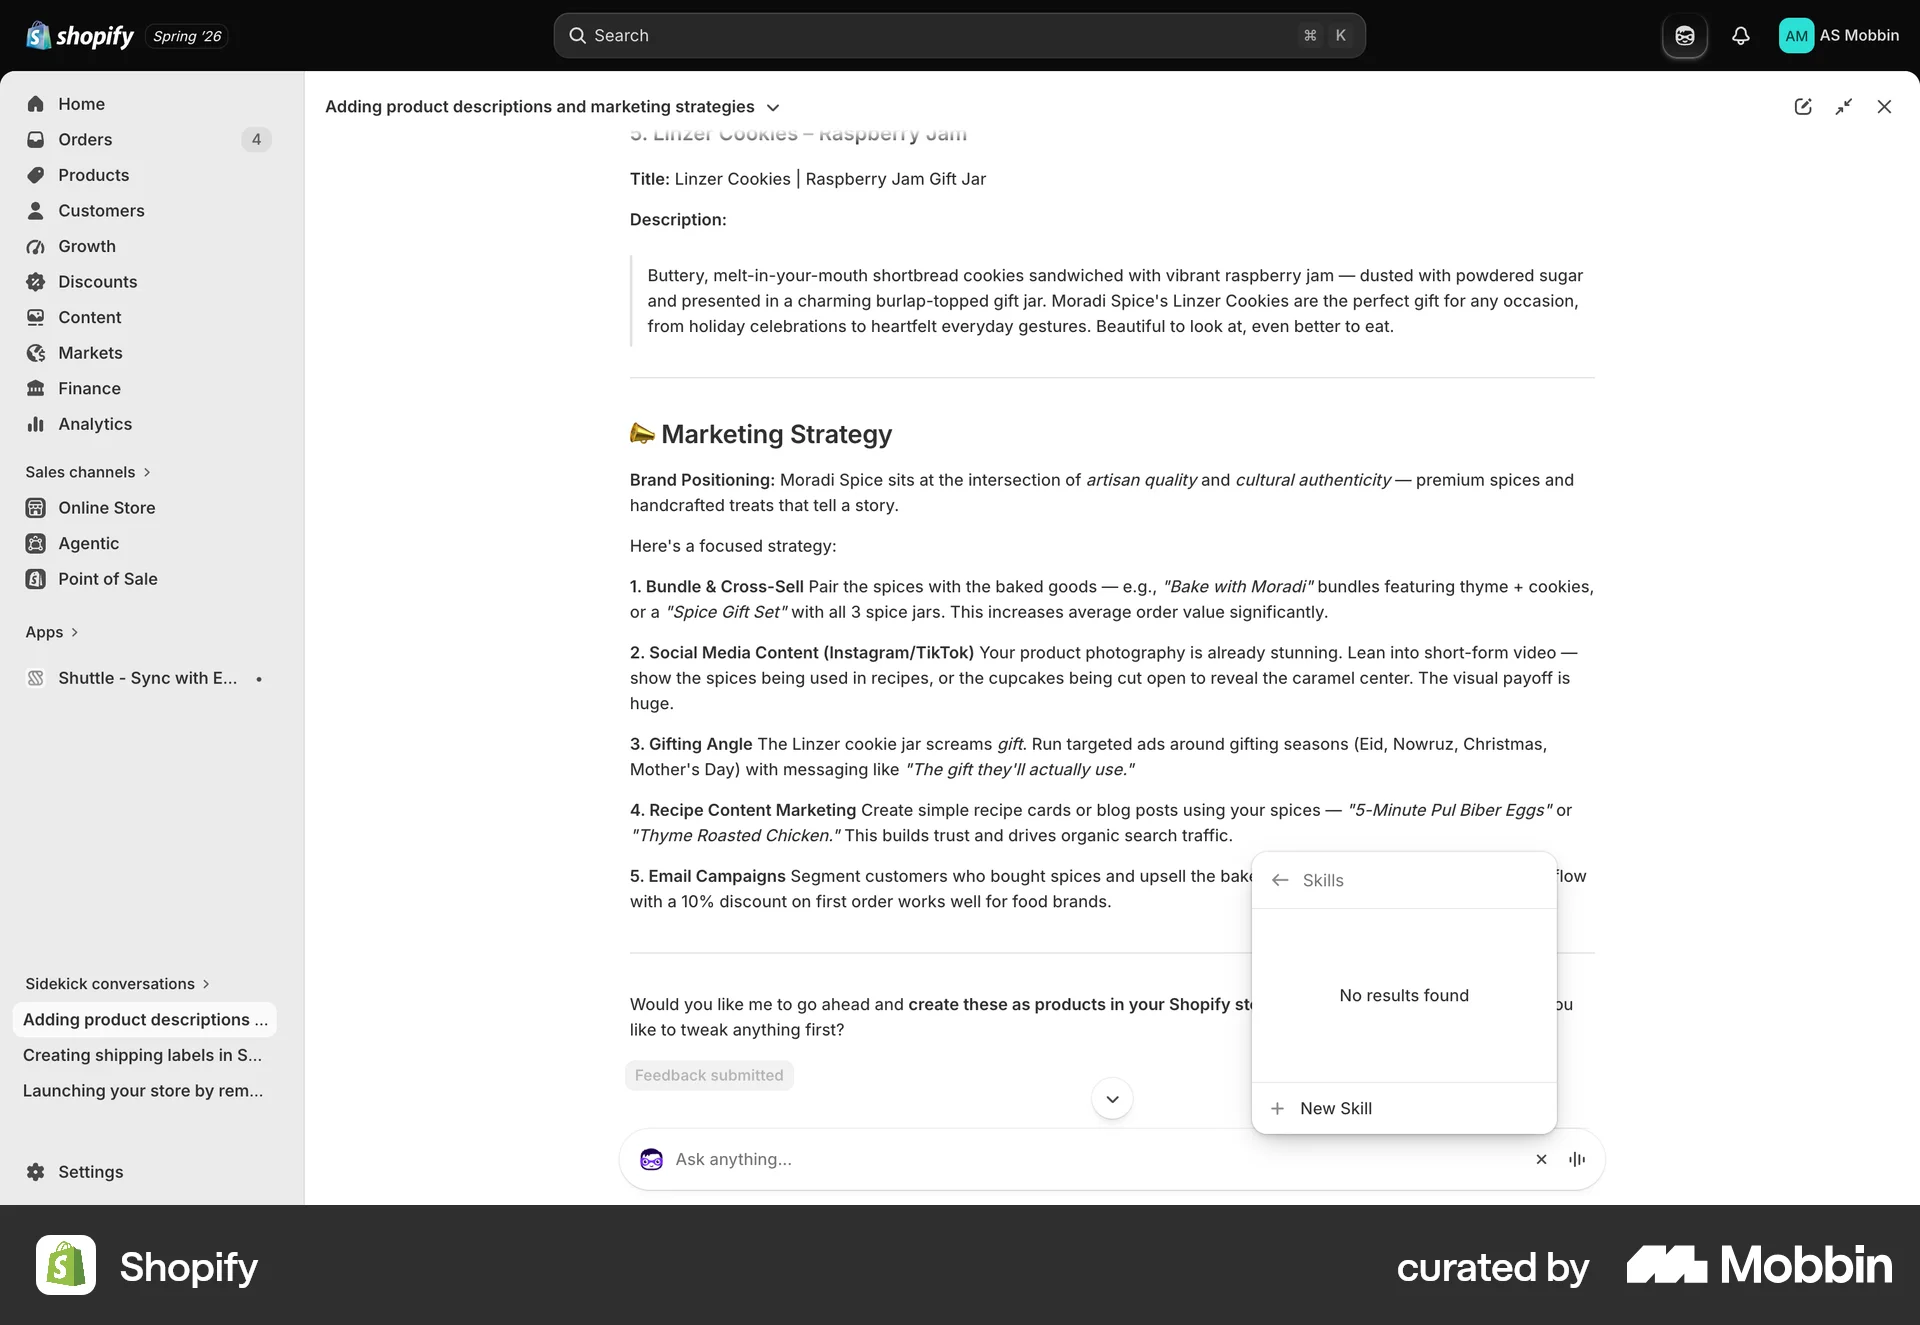 shopify
Spring '26
Search
⌘ K
AM
AS Mobbin
Home
Orders
4
Products
Customers
Growth
Discounts
Content
Markets
Finance
Analytics
Sales channels
Online Store
Agentic
Point of Sale
Apps
Shuttle - Sync with E...
Sidekick conversations
Adding product descriptions ...
Creating shipping labels in S...
Launching your store by rem...
Settings
Adding product descriptions and marketing strategies
5. Linzer Cookies – Raspberry Jam
Title: Linzer Cookies | Raspberry Jam Gift Jar
Description:
Buttery, melt-in-your-mouth shortbread cookies sandwiched with vibrant raspberry jam — dusted with powdered sugar
and presented in a charming burlap-topped gift jar. Moradi Spice's Linzer Cookies are the perfect gift for any occasion,
from holiday celebrations to heartfelt everyday gestures. Beautiful to look at, even better to eat.
Marketing Strategy
Brand Positioning: Moradi Spice sits at the intersection of artisan quality and cultural authenticity — premium spices and
handcrafted treats that tell a story.
Here's a focused strategy:
1. Bundle & Cross-Sell Pair the spices with the baked goods — e.g., "Bake with Moradi" bundles featuring thyme + cookies,
or a "Spice Gift Set" with all 3 spice jars. This increases average order value significantly.
2. Social Media Content (Instagram/TikTok) Your product photography is already stunning. Lean into short-form video —
show the spices being used in recipes, or the cupcakes being cut open to reveal the caramel center. The visual payoff is
huge.
3. Gifting Angle The Linzer cookie jar screams gift. Run targeted ads around gifting seasons (Eid, Nowruz, Christmas,
Mother's Day) with messaging like "The gift they'll actually use."
4. Recipe Content Marketing Create simple recipe cards or blog posts using your spices — "5-Minute Pul Biber Eggs" or
"Thyme Roasted Chicken." This builds trust and drives organic search traffic.
5. Email Campaigns Segment customers who bought spices and upsell the bake flow
with a 10% discount on first order works well for food brands.
Would you like me to go ahead and create these as products in your Shopify sto ou
like to tweak anything first?
Feedback submitted
Skills
No results found
New Skill
Ask anything...
Shopify
curated by
Mobbin